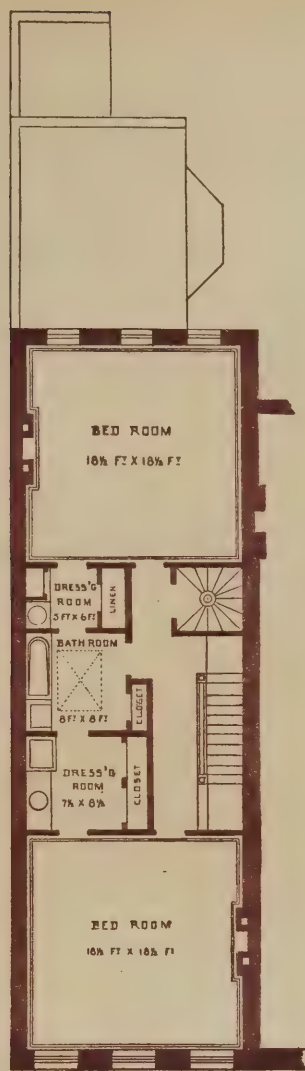 BED ROOM
18½ FT X 18½ FT
DRESS'G
ROOM
5 FT X 6 FT
LINEN
BATH ROOM
8 FT X 8 FT
CLOSET
DRESS'G
ROOM
7½ X 8½
CLOSET
BED ROOM
18½ FT X 18½ FT